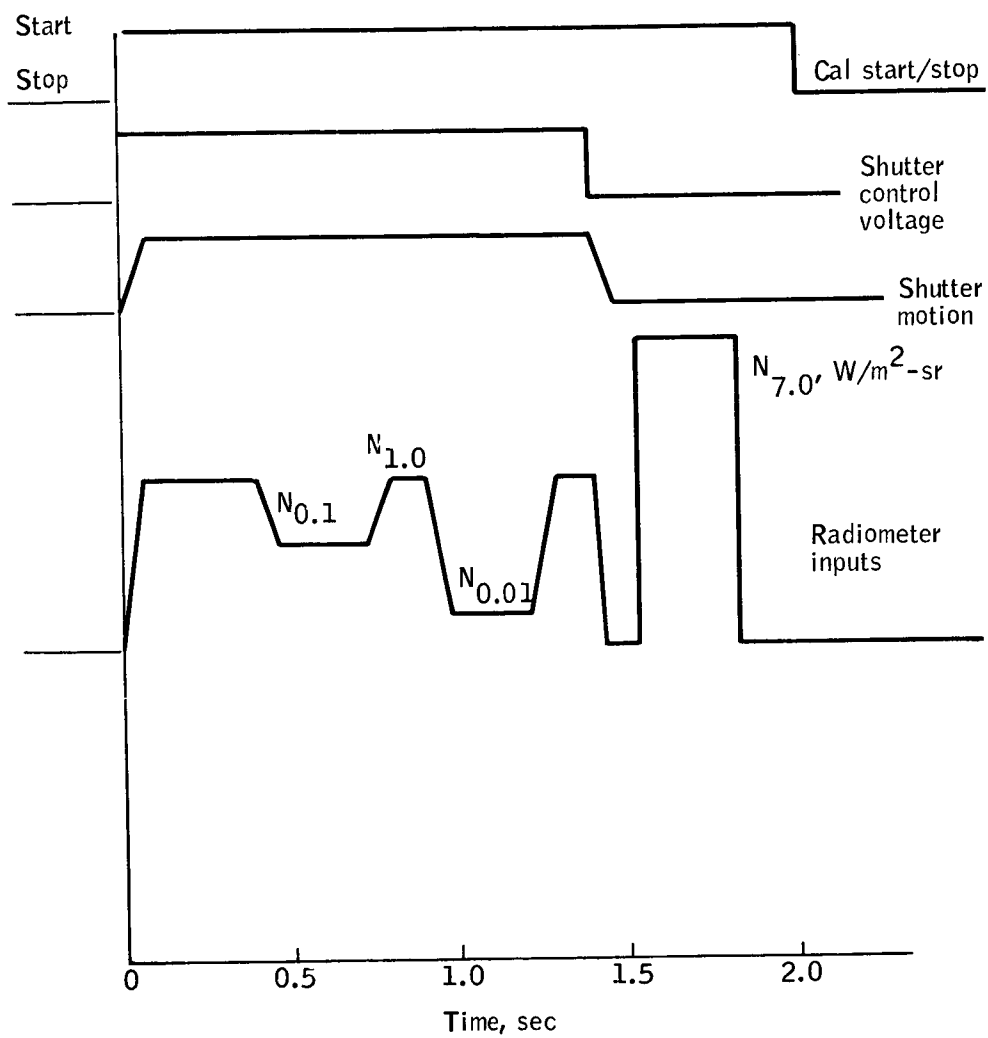 Start
Stop
Cal start/stop
Shutter
control
voltage
Shutter
motion
N7.0, W/m2-sr
N1.0
N0.1
N0.01
Radiometer
inputs
0
0.5
1.0
1.5
2.0
Time, sec